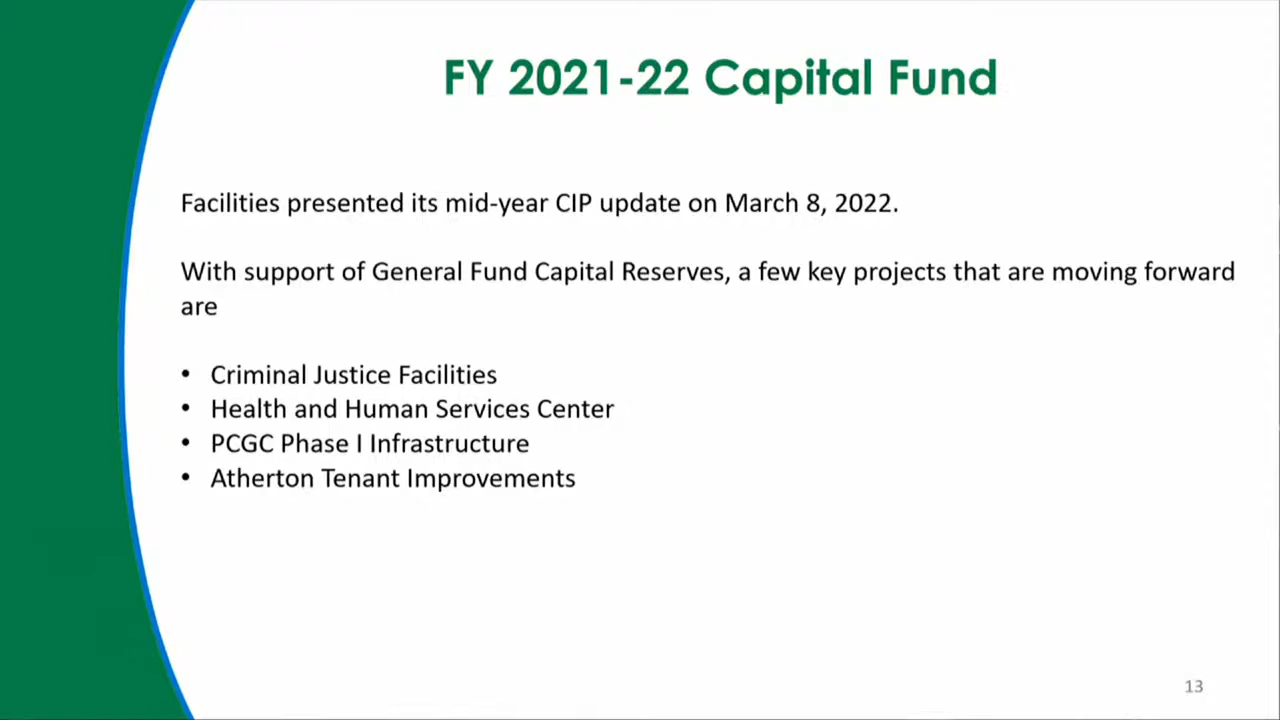 FY 2021-22 Capital Fund
Facilities presented its mid-year CIP update on March 8, 2022.
With support of General Fund Capital Reserves, a few key projects that are moving forward
are
• Criminal Justice Facilities
• Health and Human Services Center
• PCGC Phase I Infrastructure
• Atherton Tenant Improvements
13